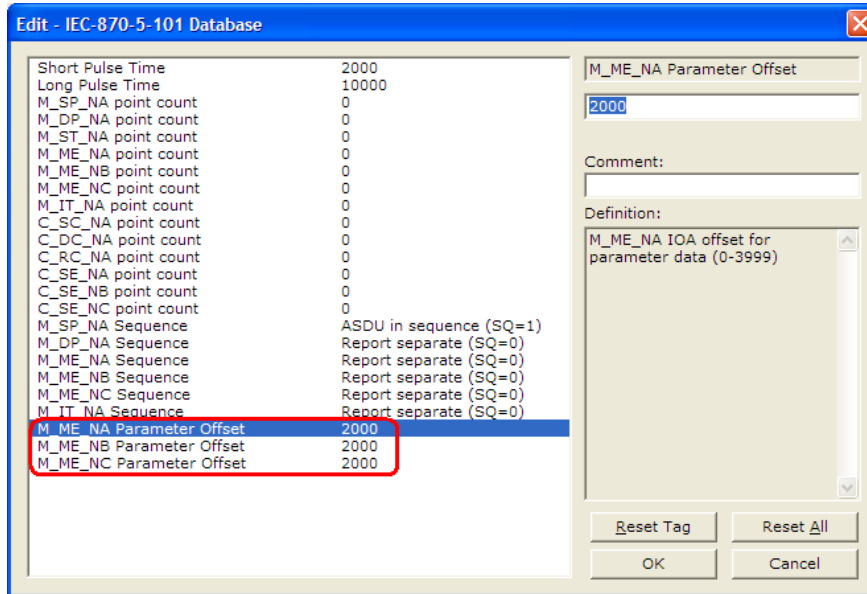 Edit - IEC-870-5-101 Database
Short Pulse Time 2000
Long Pulse Time 10000
M_SP_NA point count 0
M_DP_NA point count 0
M_ST_NA point count 0
M_ME_NA point count 0
M_ME_NB point count 0
M_ME_NC point count 0
M_IT_NA point count 0
C_SC_NA point count 0
C_DC_NA point count 0
C_RC_NA point count 0
C_SE_NA point count 0
C_SE_NB point count 0
C_SE_NC point count 0
M_SP_NA Sequence ASDU in sequence (SQ=1)
M_DP_NA Sequence Report separate (SQ=0)
M_ME_NA Sequence Report separate (SQ=0)
M_ME_NB Sequence Report separate (SQ=0)
M_ME_NC Sequence Report separate (SQ=0)
M_IT_NA Sequence Report separate (SQ=0)
M_ME_NA Parameter Offset 2000
M_ME_NB Parameter Offset 2000
M_ME_NC Parameter Offset 2000
M_ME_NA Parameter Offset
2000
Comment:
Definition:
M_ME_NA IOA offset for
parameter data (0-3999)
Reset Tag Reset All
OK Cancel